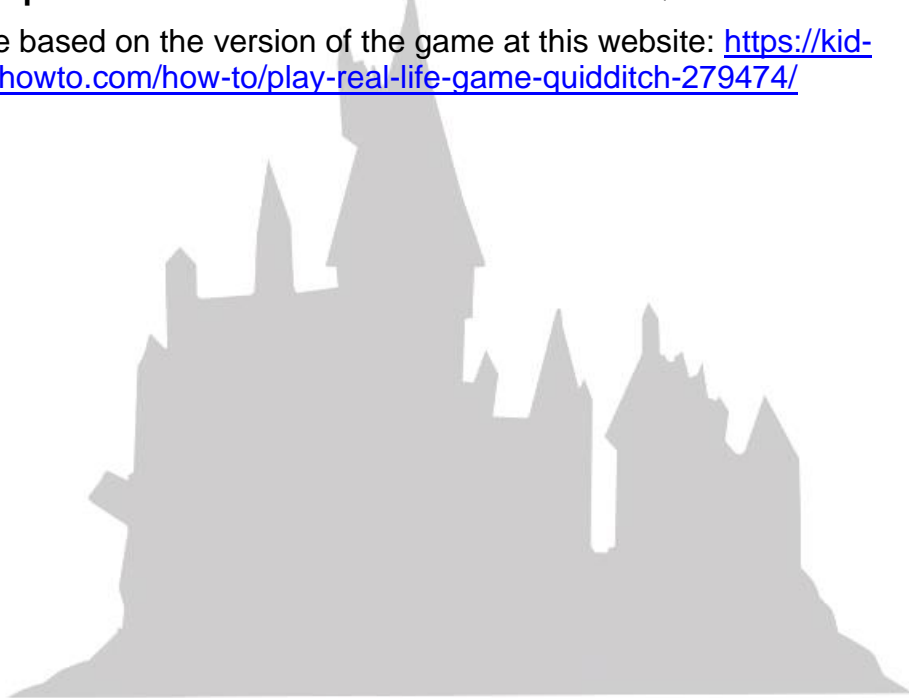 e based on the version of the game at this website: https://kid-
howto.com/how-to/play-real-life-game-quidditch-279474/